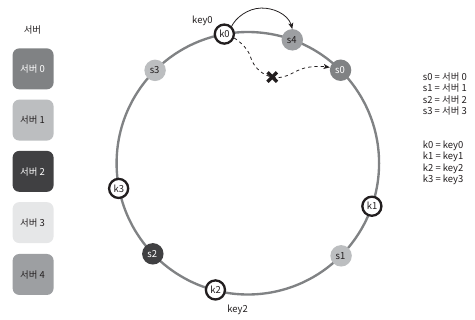 서버
서버 0
서버 1
서버 2
서버 3
서버 4
key0
k0
s4
s3
s0
k3
k1
s2
s1
k2
key2
s0 = 서버 0
s1 = 서버 1
s2 = 서버 2
s3 = 서버 3
k0 = key0
k1 = key1
k2 = key2
k3 = key3